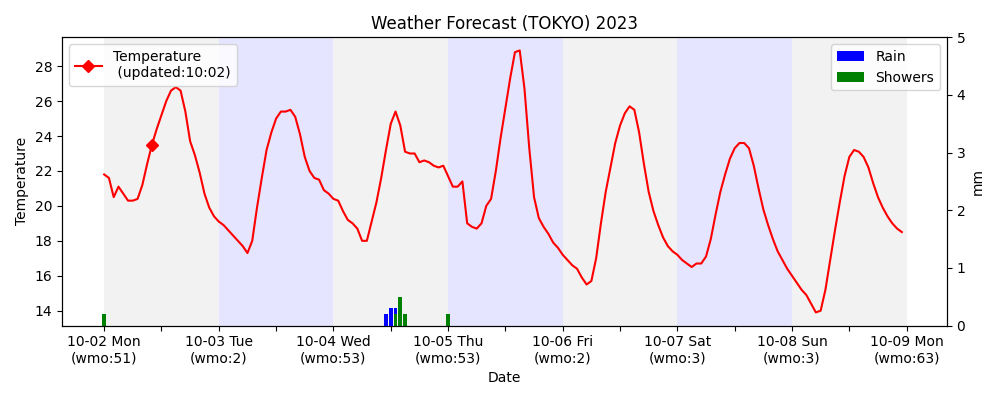 Weather Forecast (TOKYO) 2023
Temperature
(updated:10:02)
Rain
Showers
Temperature
28
26
24
22
20
18
16
14
5
4
3
2
1
0
mm
10-02 Mon
(wmo:51)
10-03 Tue
(wmo:2)
10-04 Wed
(wmo:53)
10-05 Thu
(wmo:53)
10-06 Fri
(wmo:2)
10-07 Sat
(wmo:3)
10-08 Sun
(wmo:3)
10-09 Mon
(wmo:63)
Date